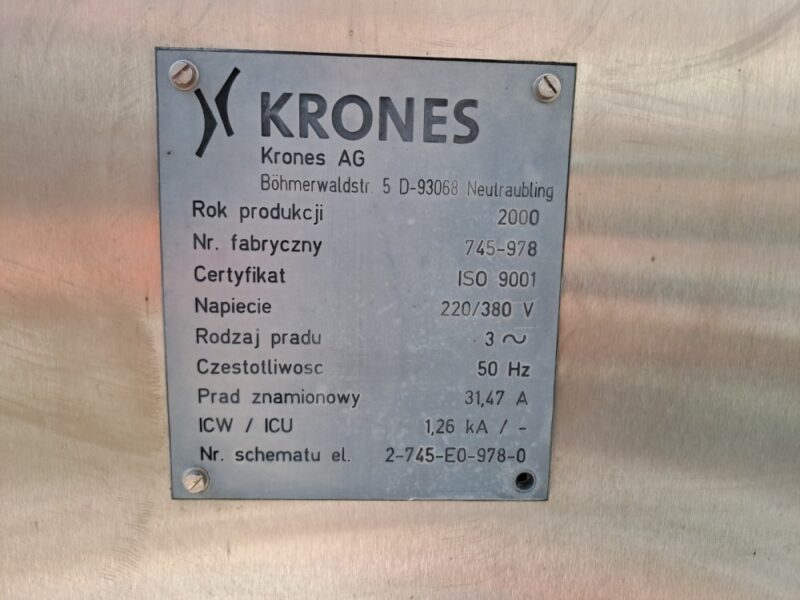 KRONES
Krones AG
Böhmerwaldstr. 5 D-93068 Neutraubling
Rok produkcji 2000
Nr. fabryczny 745-978
Certyfikat ISO 9001
Napiecie 220/380 V
Rodzaj pradu 3 ~
Czestotliwosc 50 Hz
Prad znamionowy 31,47 A
ICW / ICU 1,26 kA / -
Nr. schematu el. 2-745-E0-978-0